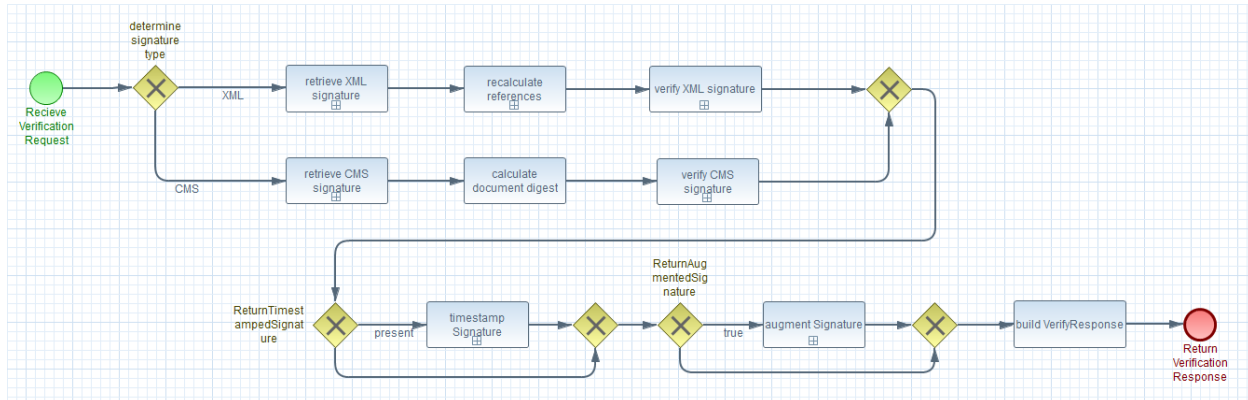 determine
signature
type
XML
retrieve XML
signature
recalculate
references
verify XML signature
Recieve
Verification
Request
CMS
retrieve CMS
signature
calculate
document digest
verify CMS
signature
ReturnTimest
ampedSignat
ure
present
timestamp
Signature
ReturnAug
mentedSig
nature
true
augment Signature
build VerifyResponse
Return
Verification
Response